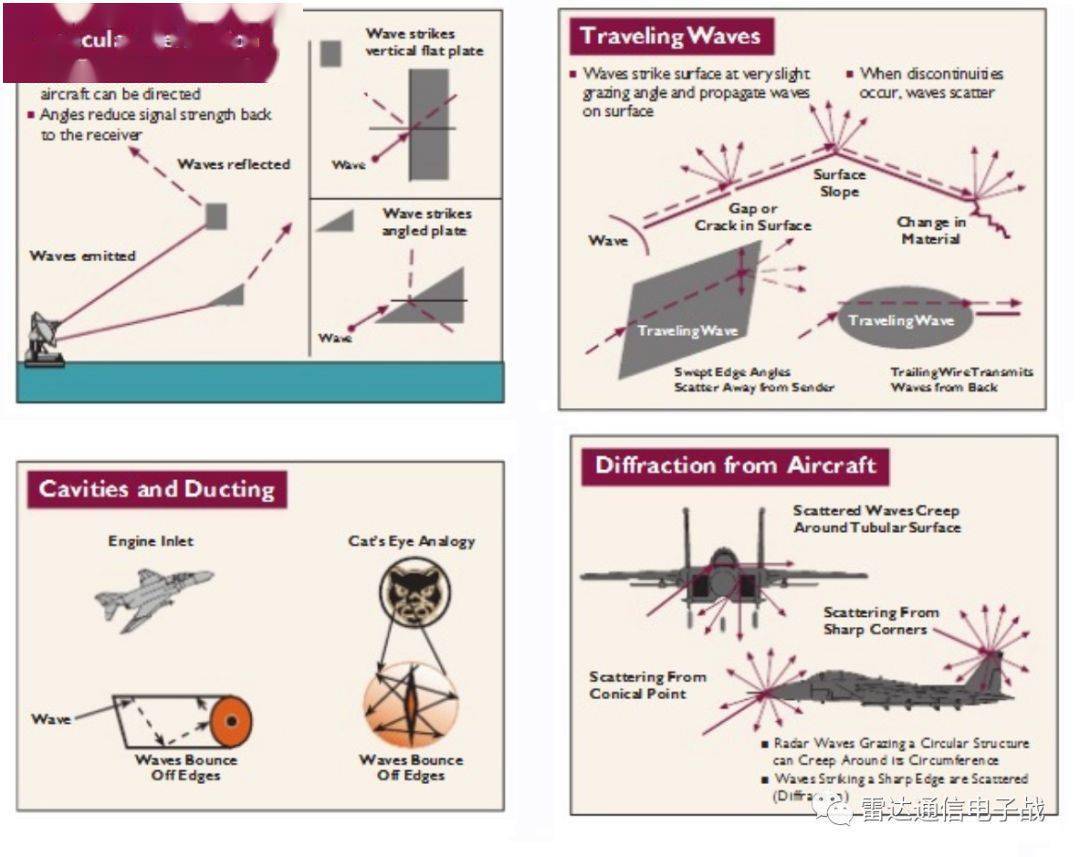 aircraft can be directed
▪ Angles reduce signal strength back
to the receiver
Waves reflected
Waves emitted
Wave strikes
vertical flat plate
Wave
Wave strikes
angled plate
Wave
Traveling Waves
▪ Waves strike surface at very slight
grazing angle and propagate waves
on surface
▪ When discontinuities
occur, waves scatter
Surface
Slope
Gap or
Crack in Surface
Change in
Material
Wave
Traveling Wave
Traveling Wave
Swept Edge Angles
Scatter Away from Sender
Trailing Wire Transmits
Waves from Back
Cavities and Ducting
Engine Inlet
Cat's Eye Analogy
Wave
Waves Bounce
Off Edges
Waves Bounce
Off Edges
Diffraction from Aircraft
Scattered Waves Creep
Around Tubular Surface
Scattering From
Sharp Corners
Scattering From
Conical Point
▪ Radar Waves Grazing a Circular Structure
can Creep Around its Circumference
▪ Waves Striking a Sharp Edge are Scattered
雷达通信电子战